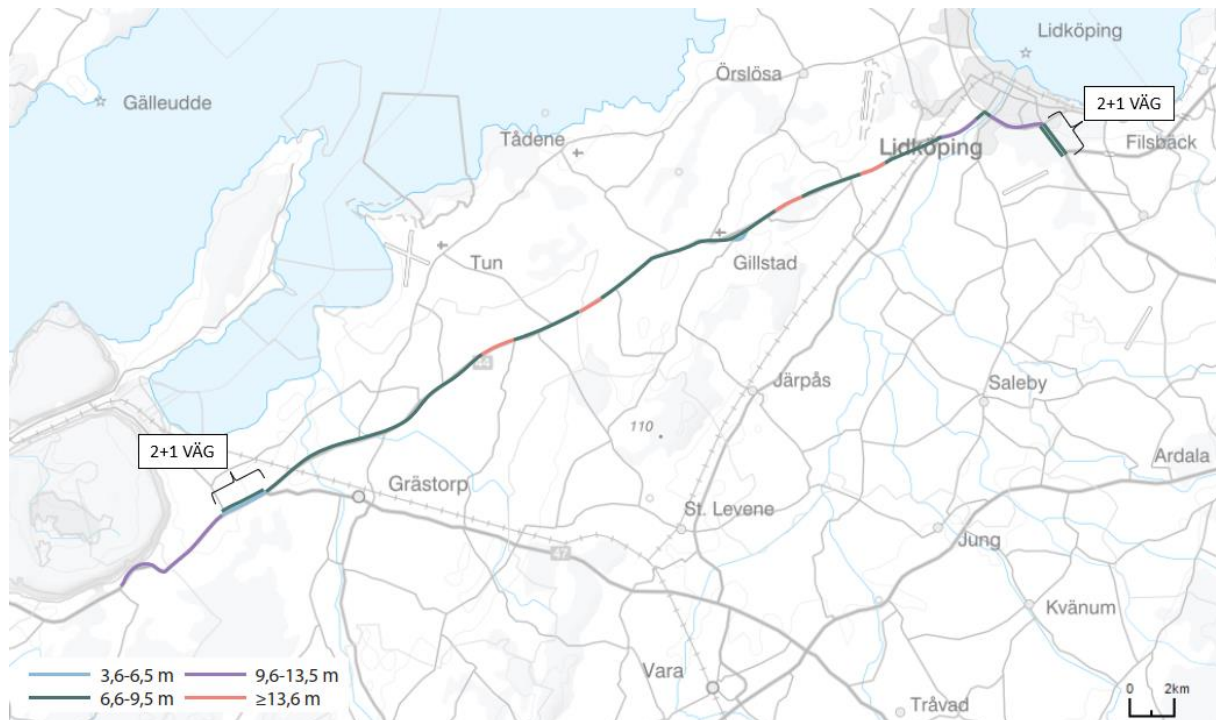 Lidköping
Gälleudde
Örslösa
2+1 VÄG
Tådene
Lidköping
Filsbäck
Tun
Gillstad
44
Järpås
Saleby
110
2+1 VÄG
Ardala
Grästorp
St. Levene
Jung
47
Kvänum
Vara
3,6-6,5 m
9,6-13,5 m
6,6-9,5 m
≥13,6 m
0 2km
Tråvad